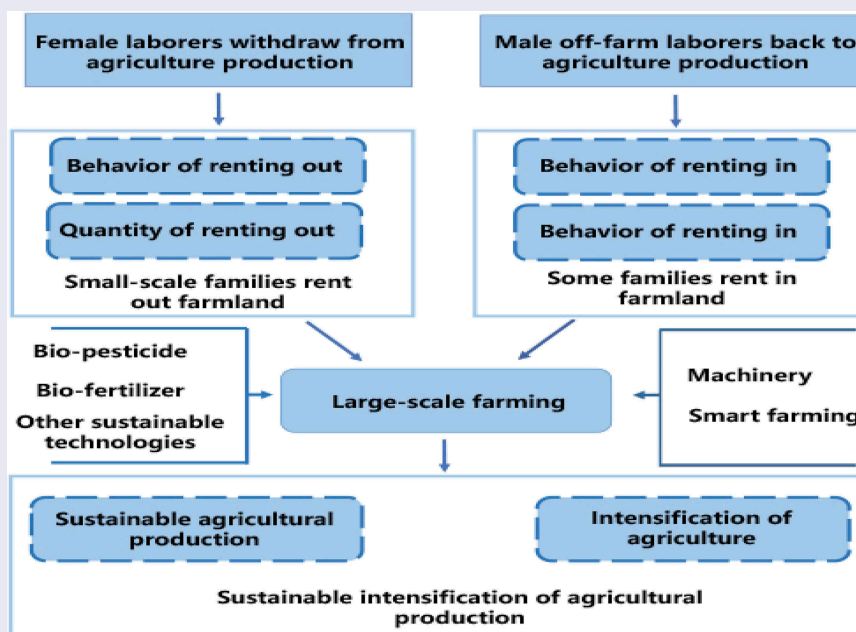 Female laborers withdraw from
agriculture production
Male off-farm laborers back to
agriculture production
Behavior of renting out
Quantity of renting out
Small-scale families rent
out farmland
Behavior of renting in
Behavior of renting in
Some families rent in
farmland
Bio-pesticide
Bio-fertilizer
Other sustainable
technologies
Large-scale farming
Machinery
Smart farming
Sustainable agricultural
production
Intensification of
agriculture
Sustainable intensification of agricultural
production